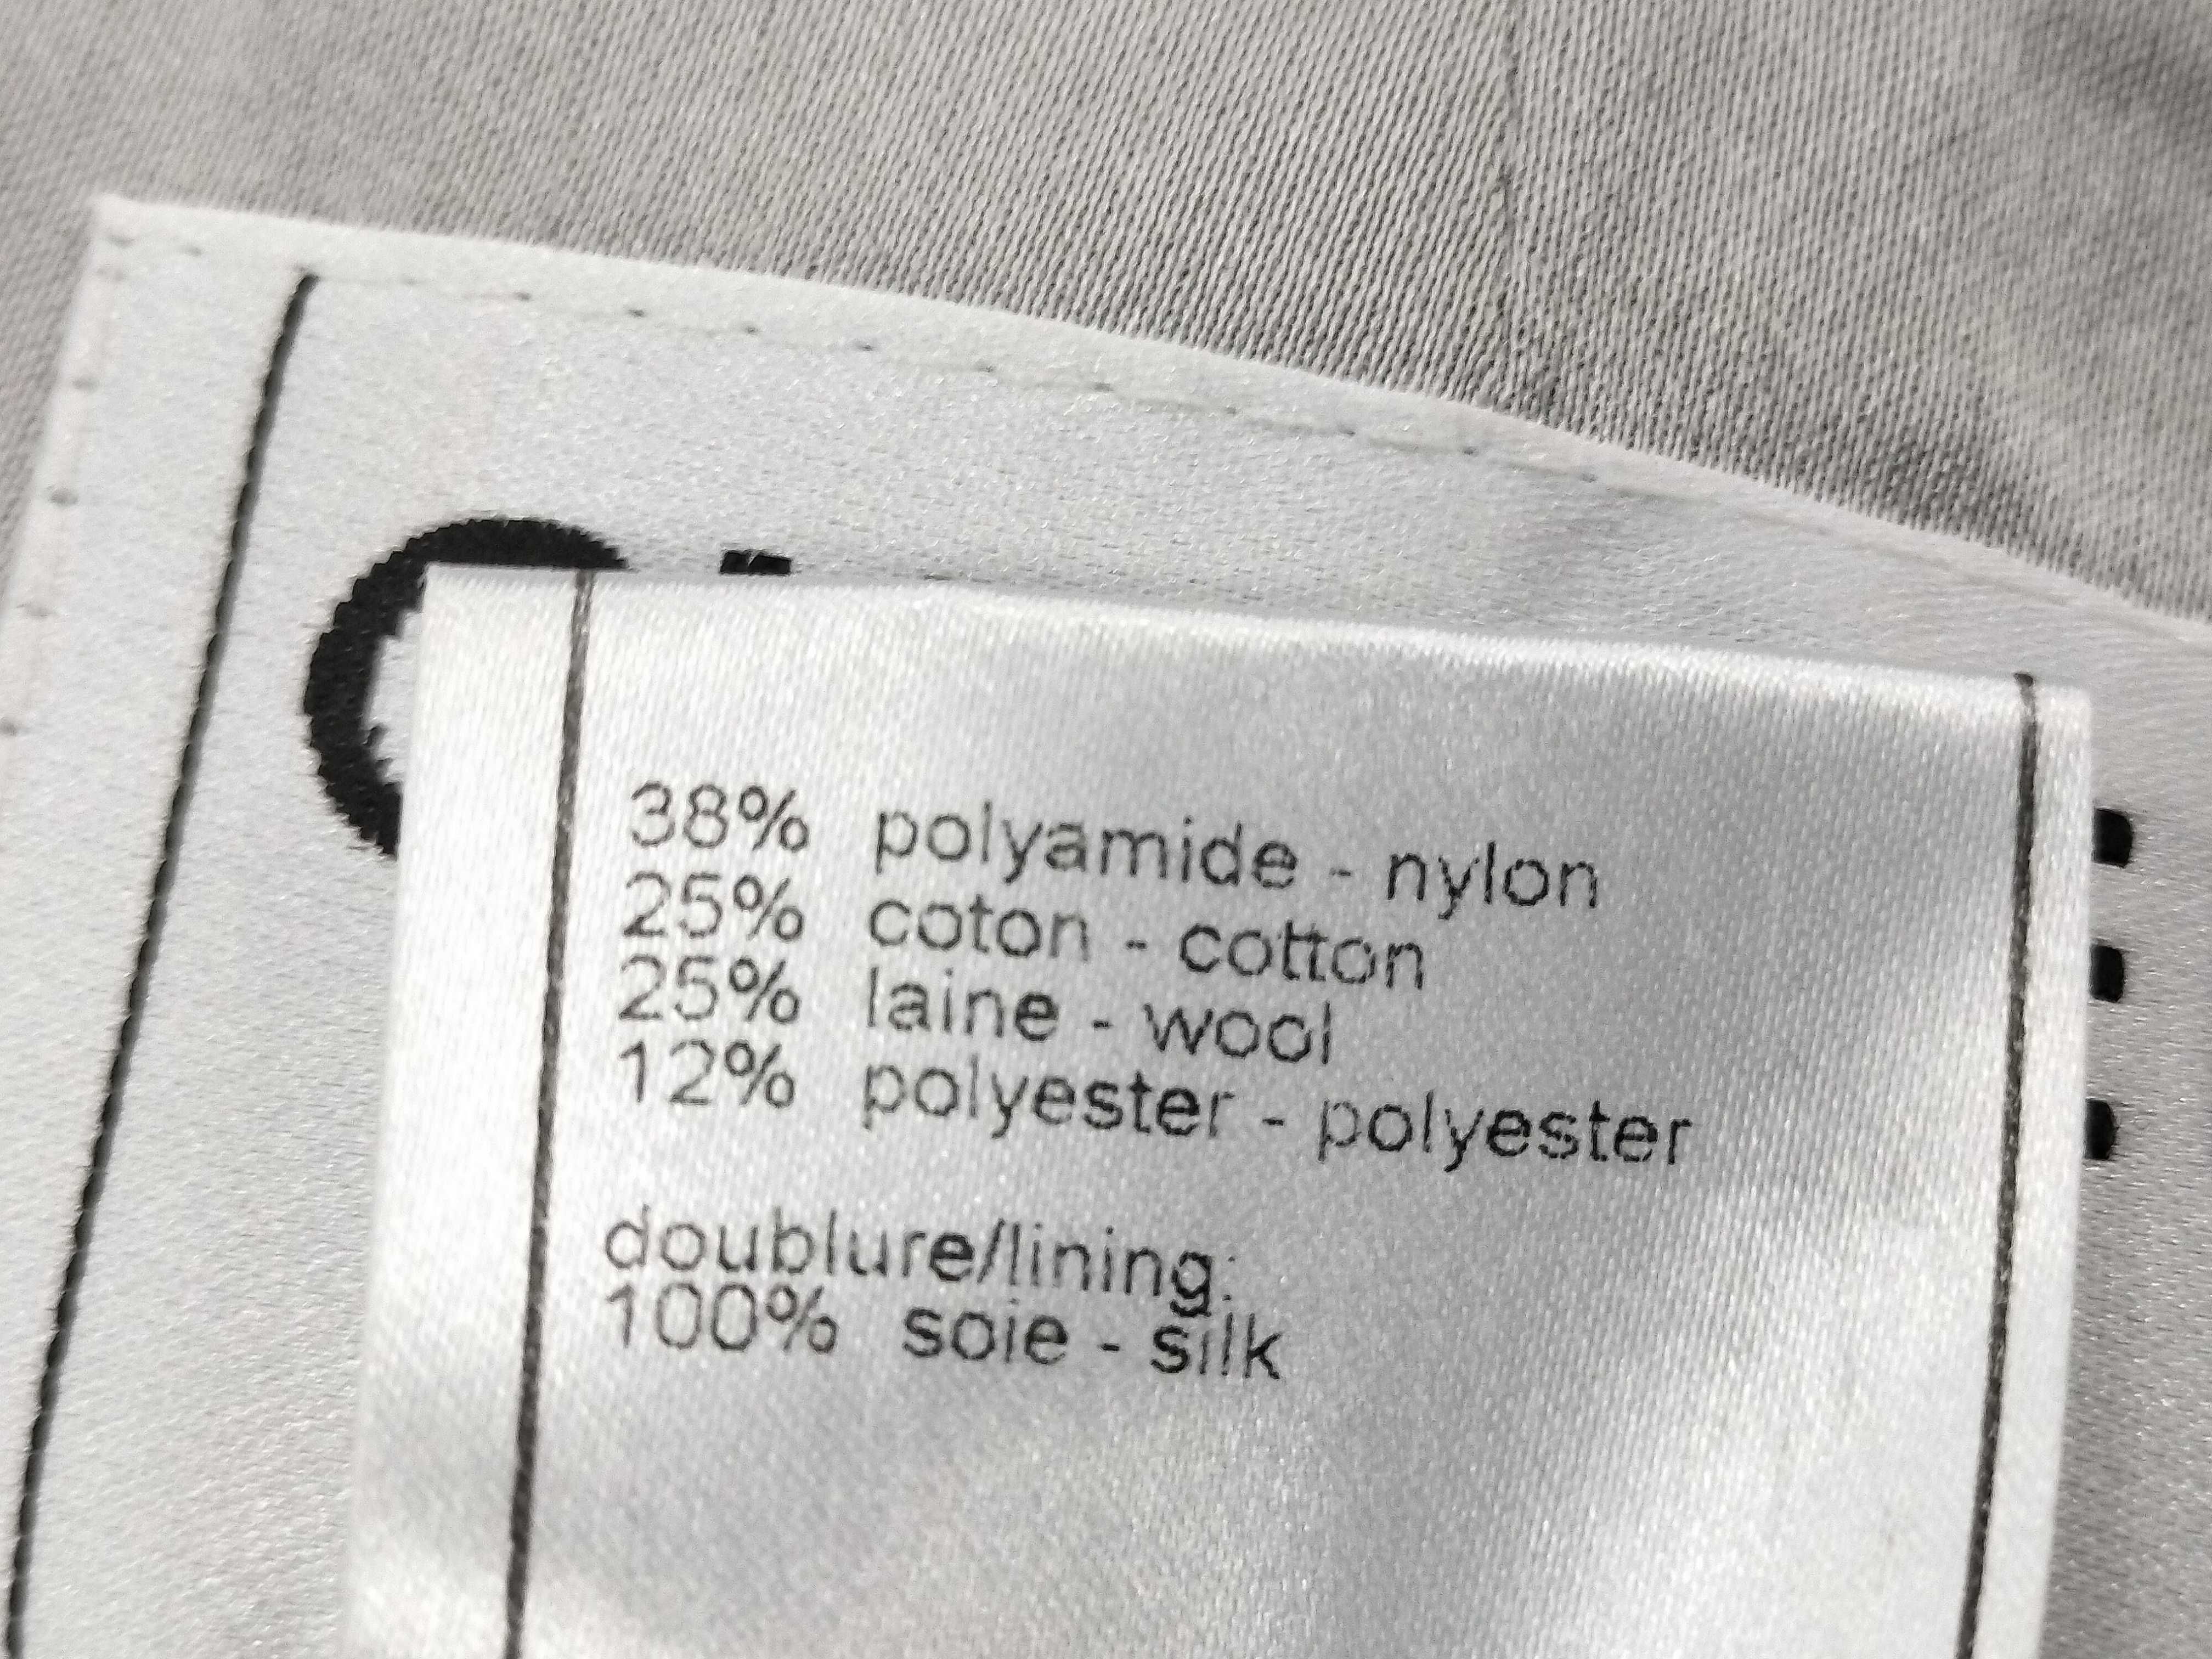 38% polyamide - nylon
25% coton - cotton
25% laine - wool
12% polyester - polyester
doublure/lining:
100% soie - silk